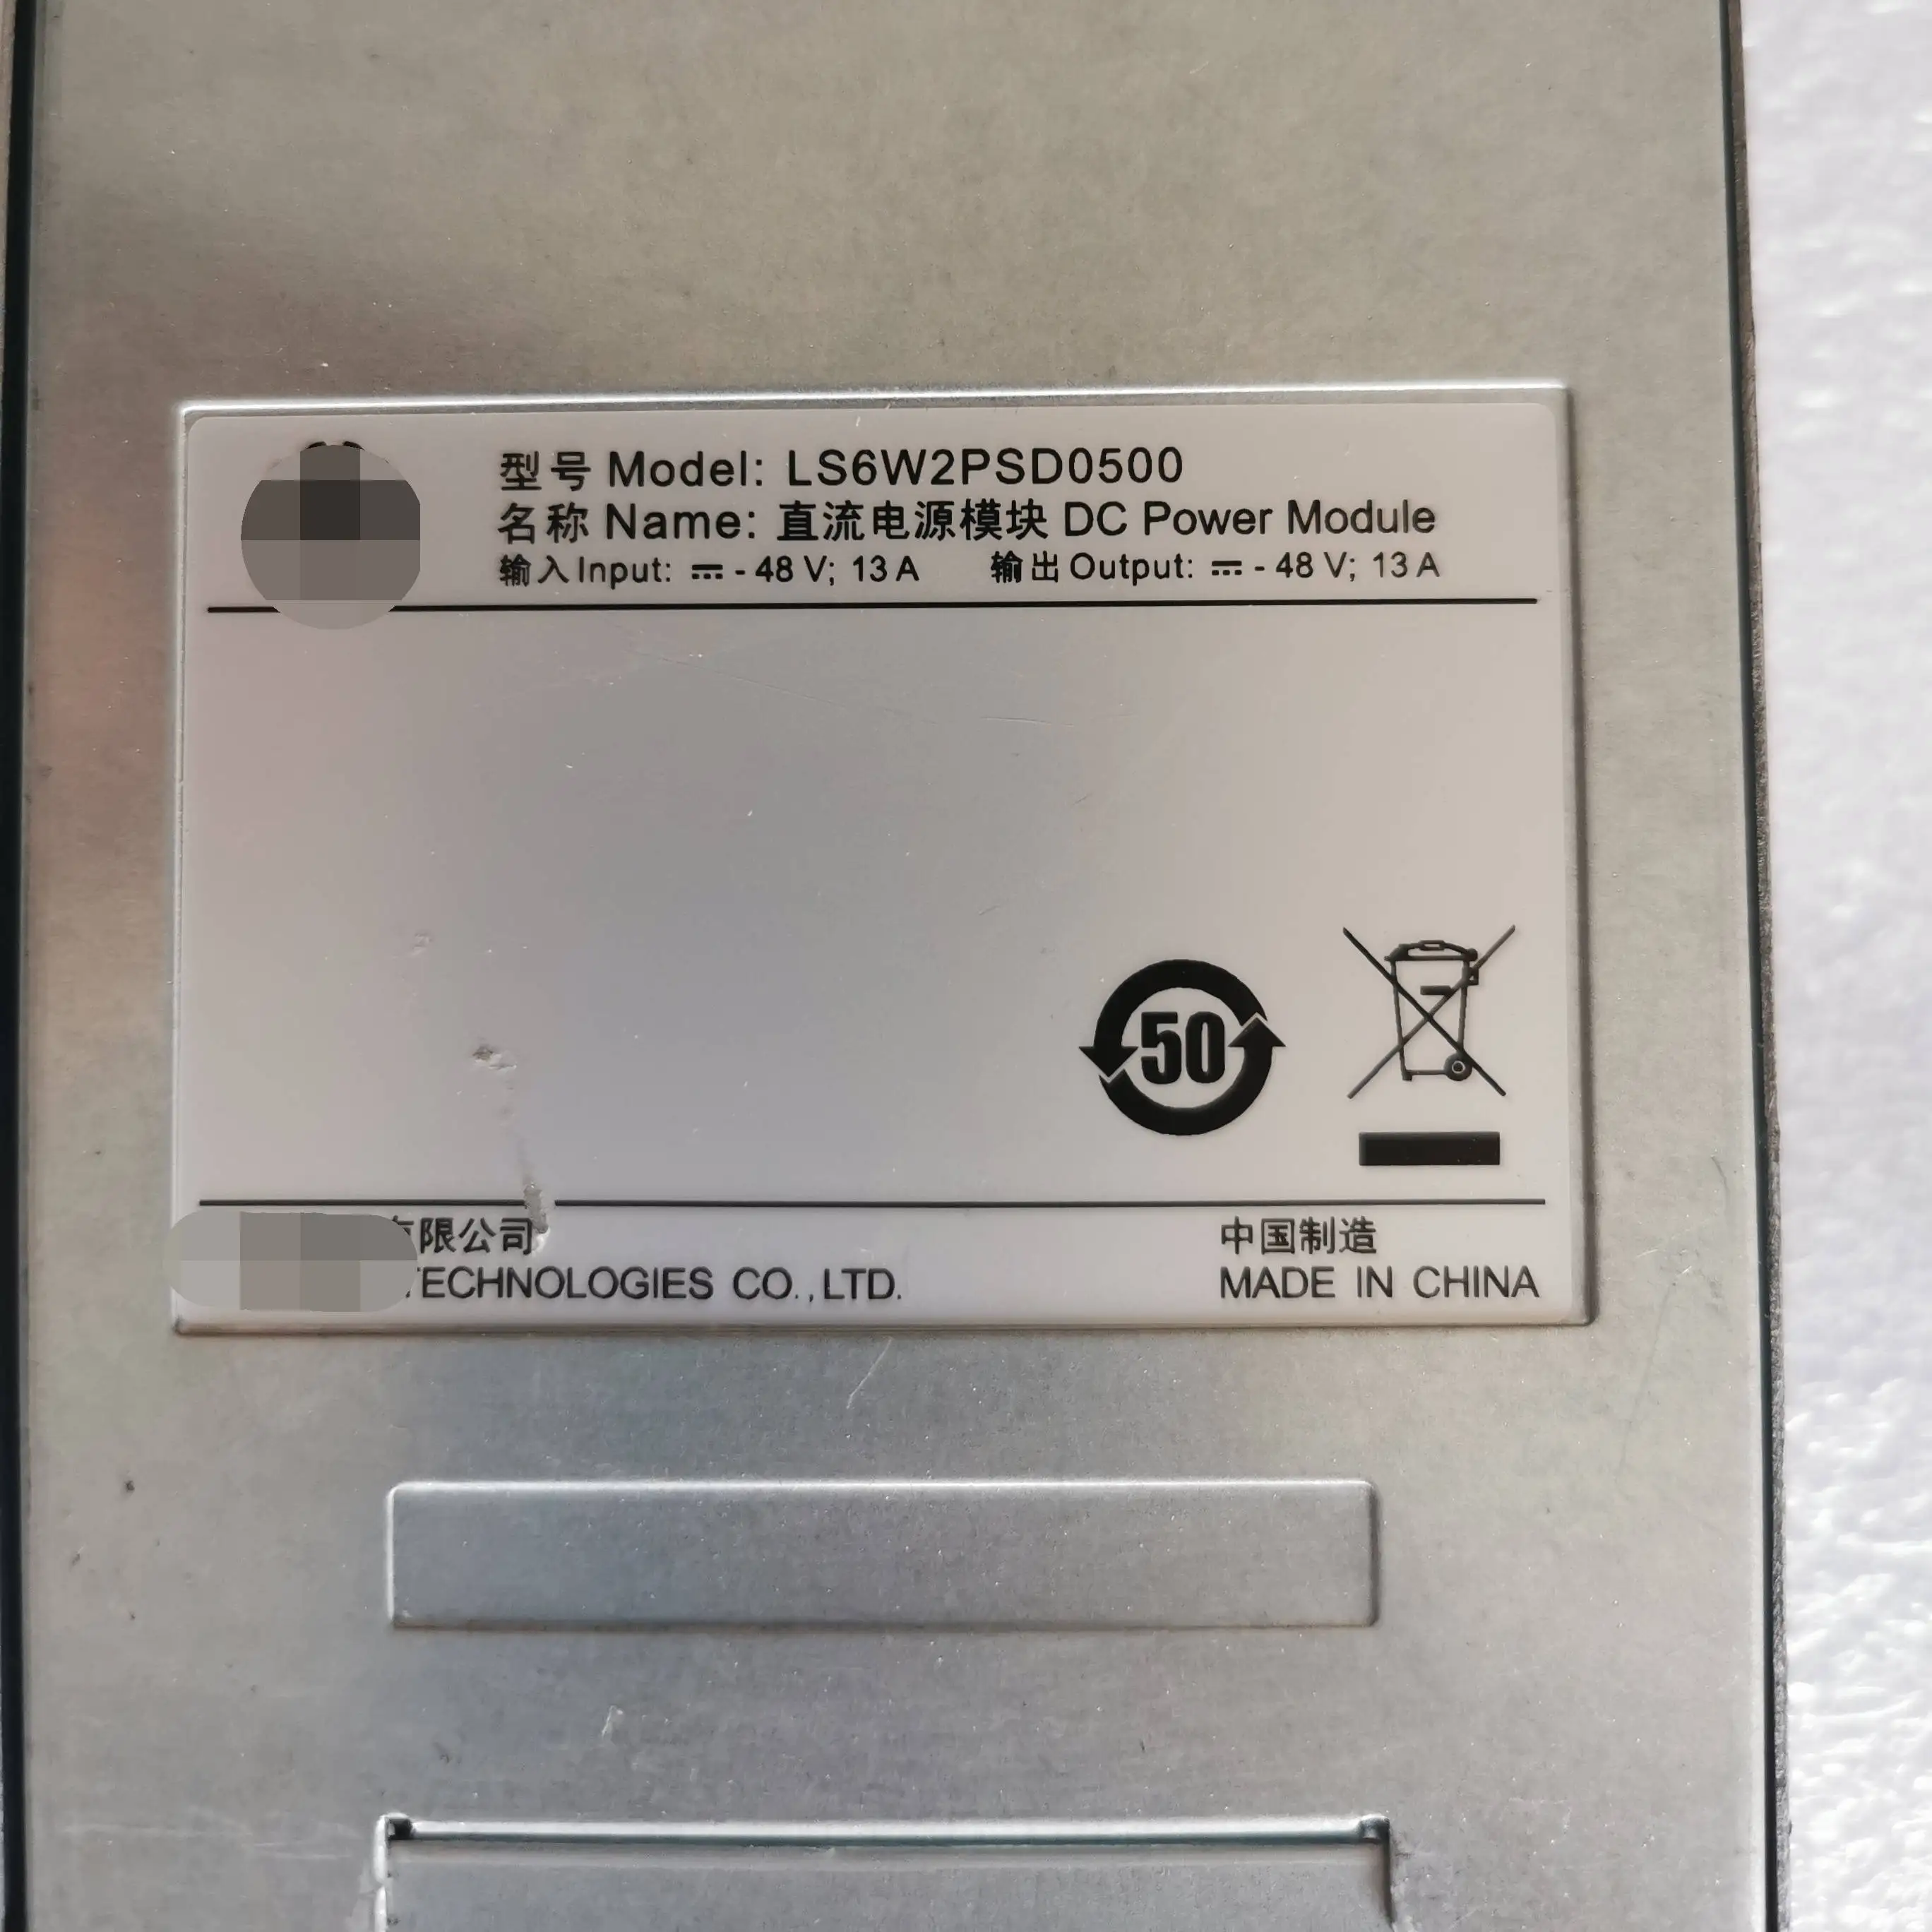 型号 Model: LS6W2PSD0500
名称 Name: 直流电源模块 DC Power Module
输入 Input: ⎓ - 48 V; 13 A 输出 Output: ⎓ - 48 V; 13 A
50
限公司
TECHNOLOGIES CO., LTD.
中国制造
MADE IN CHINA